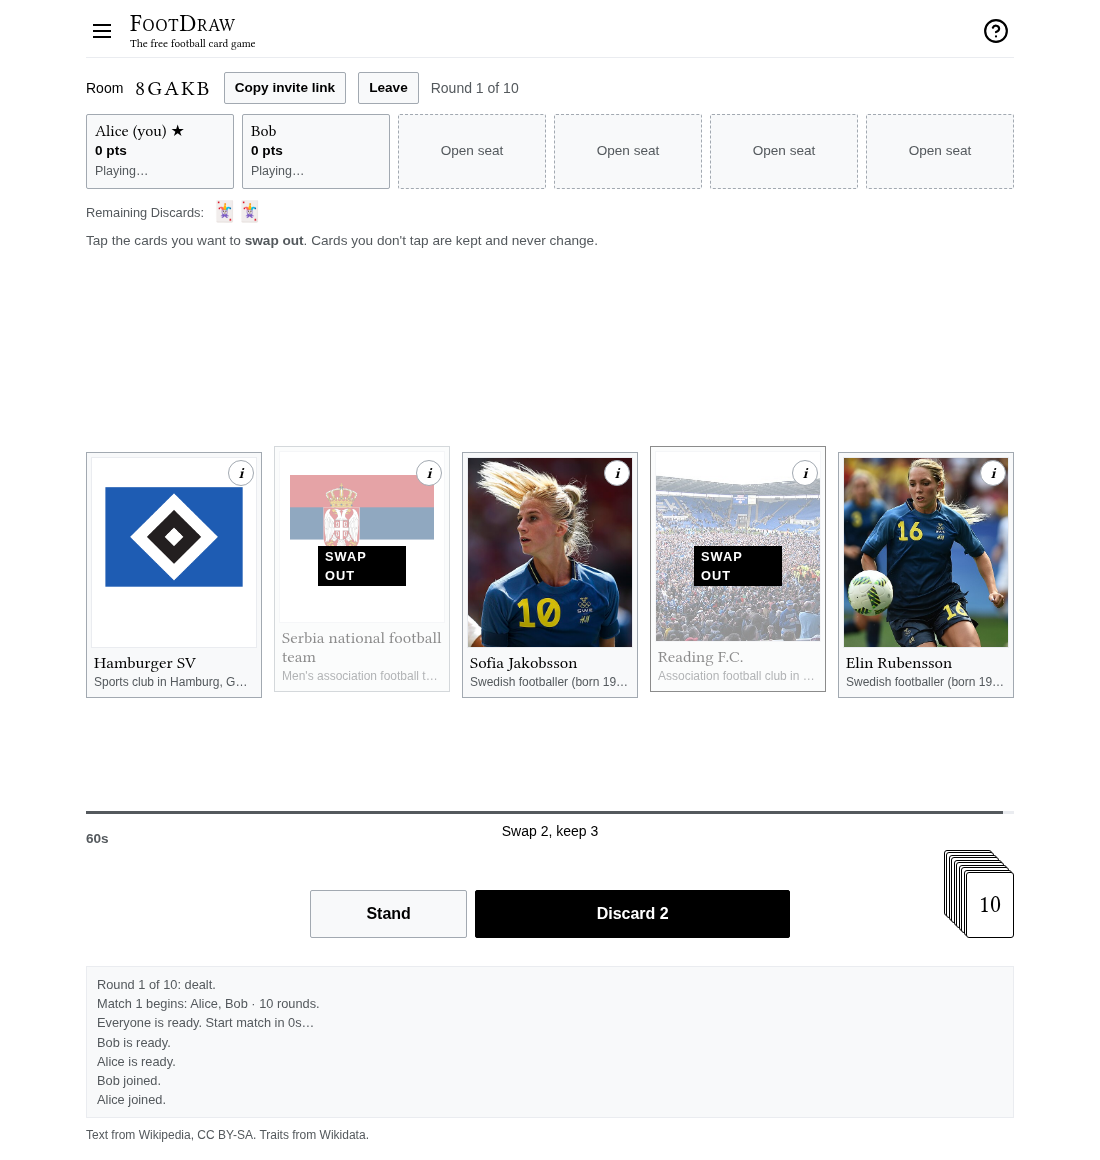 FootDraw
The free football card game
Room 8GAKB Copy invite link Leave Round 1 of 10
Alice (you) ★
0 pts
Playing…
Bob
0 pts
Playing…
Open seat
Open seat
Open seat
Open seat
Remaining Discards:
Tap the cards you want to swap out. Cards you don't tap are kept and never change.
i
Hamburger SV
Sports club in Hamburg, G…
i
SWAP
OUT
Serbia national football
team
Men's association football t…
i
10
Sofia Jakobsson
Swedish footballer (born 19…
i
SWAP
OUT
Reading F.C.
Association football club in …
i
16
16
Elin Rubensson
Swedish footballer (born 19…
60s
Swap 2, keep 3
Stand
Discard 2
10
Round 1 of 10: dealt.
Match 1 begins: Alice, Bob · 10 rounds.
Everyone is ready. Start match in 0s…
Bob is ready.
Alice is ready.
Bob joined.
Alice joined.
Text from Wikipedia, CC BY-SA. Traits from Wikidata.